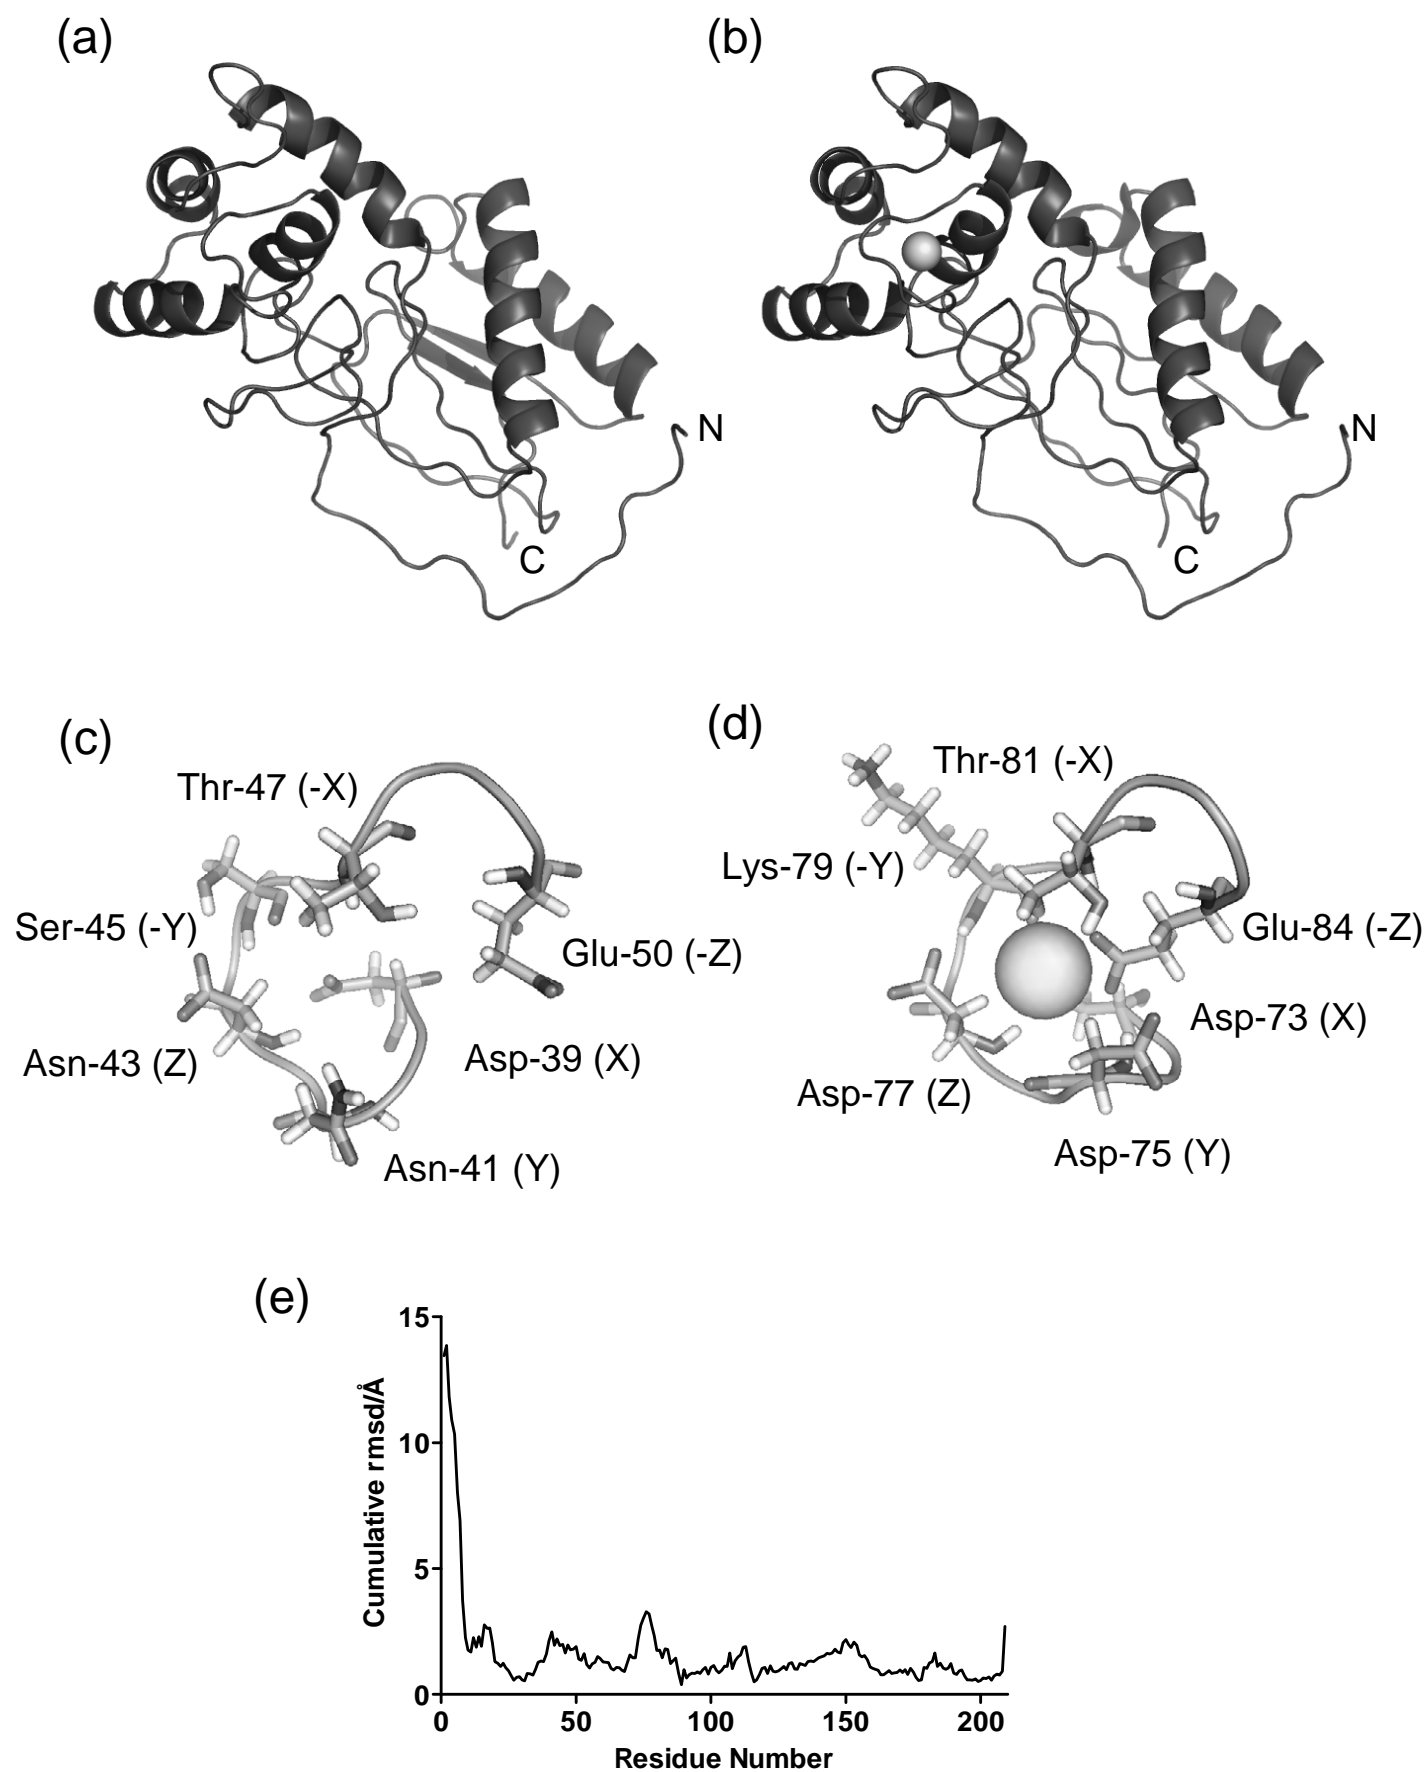 (a)
(b)
N
C
N
C
(c)
Thr-47 (-X)
Ser-45 (-Y)
Glu-50 (-Z)
Asn-43 (Z)
Asp-39 (X)
Asn-41 (Y)
(d)
Thr-81 (-X)
Lys-79 (-Y)
Glu-84 (-Z)
Asp-73 (X)
Asp-77 (Z)
Asp-75 (Y)
(e)
Cumulative rmsd/Å
15
10
5
0
0 50 100 150 200
Residue Number